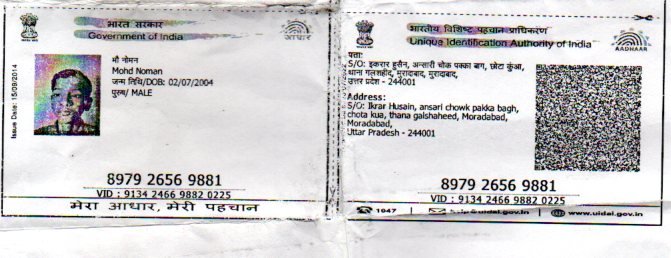 भारत सरकार
Government of India
आधार
Issue Date: 15/09/2014
मौ नोमन
Mohd Noman
जन्म तिथि/DOB: 02/07/2004
पुरुष/ MALE
8979 2656 9881
VID : 9134 2466 9882 0225
मेरा आधार, मेरी पहचान
भारतीय विशिष्ट पहचान प्राधिकरण
Unique Identification Authority of India
AADHAAR
पता:
S/O: इकरार हुसैन, अन्सारी चोक पक्का बाग, छोटा कुंआ,
थाना गलशहीद, मुरादाबाद, मुरादाबाद,
उत्तर प्रदेश - 244001
Address:
S/O: Ikrar Husain, ansari chowk pakka bagh,
chota kua, thana galshaheed, Moradabad,
Moradabad,
Uttar Pradesh - 244001
8979 2656 9881
VID : 9134 2466 9882 0225
1947
help@uidai.gov.in
www.uidai.gov.in